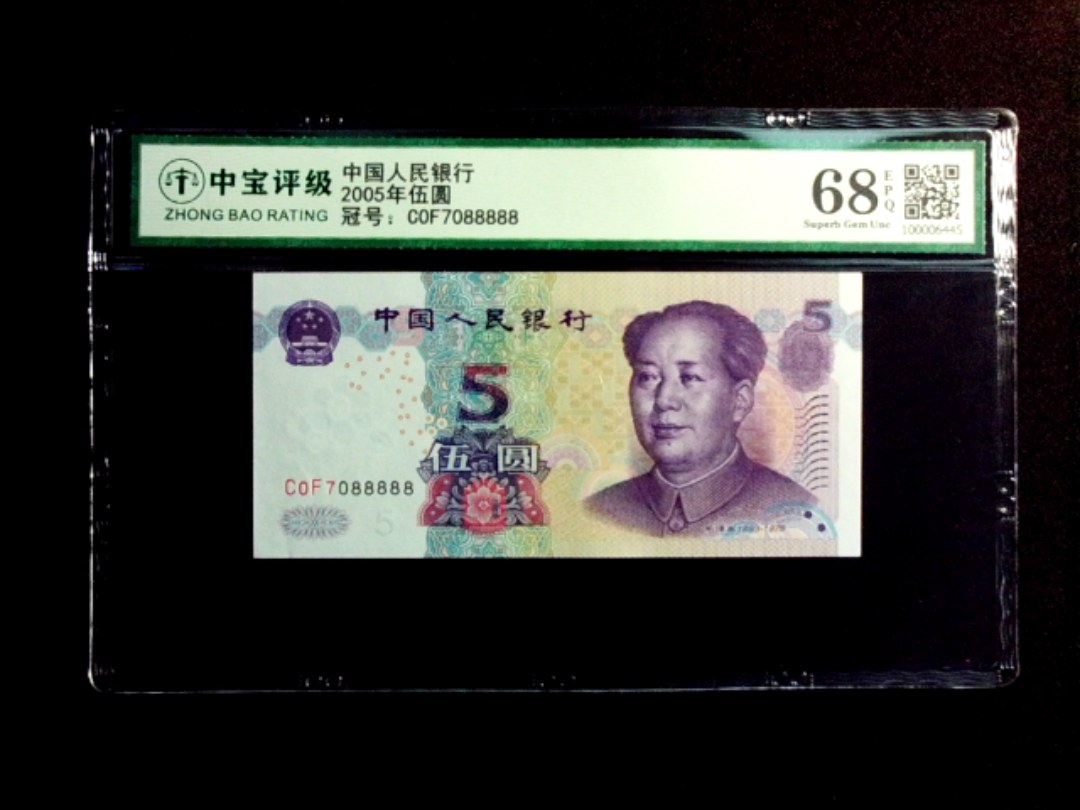 中宝评级
ZHONG BAO RATING
中国人民银行
2005年伍圆
冠号：C0F7088888
68
EPQ
Superb Gem Unc
100006445
中国人民银行
5
5
伍圆
C0F7088888
5